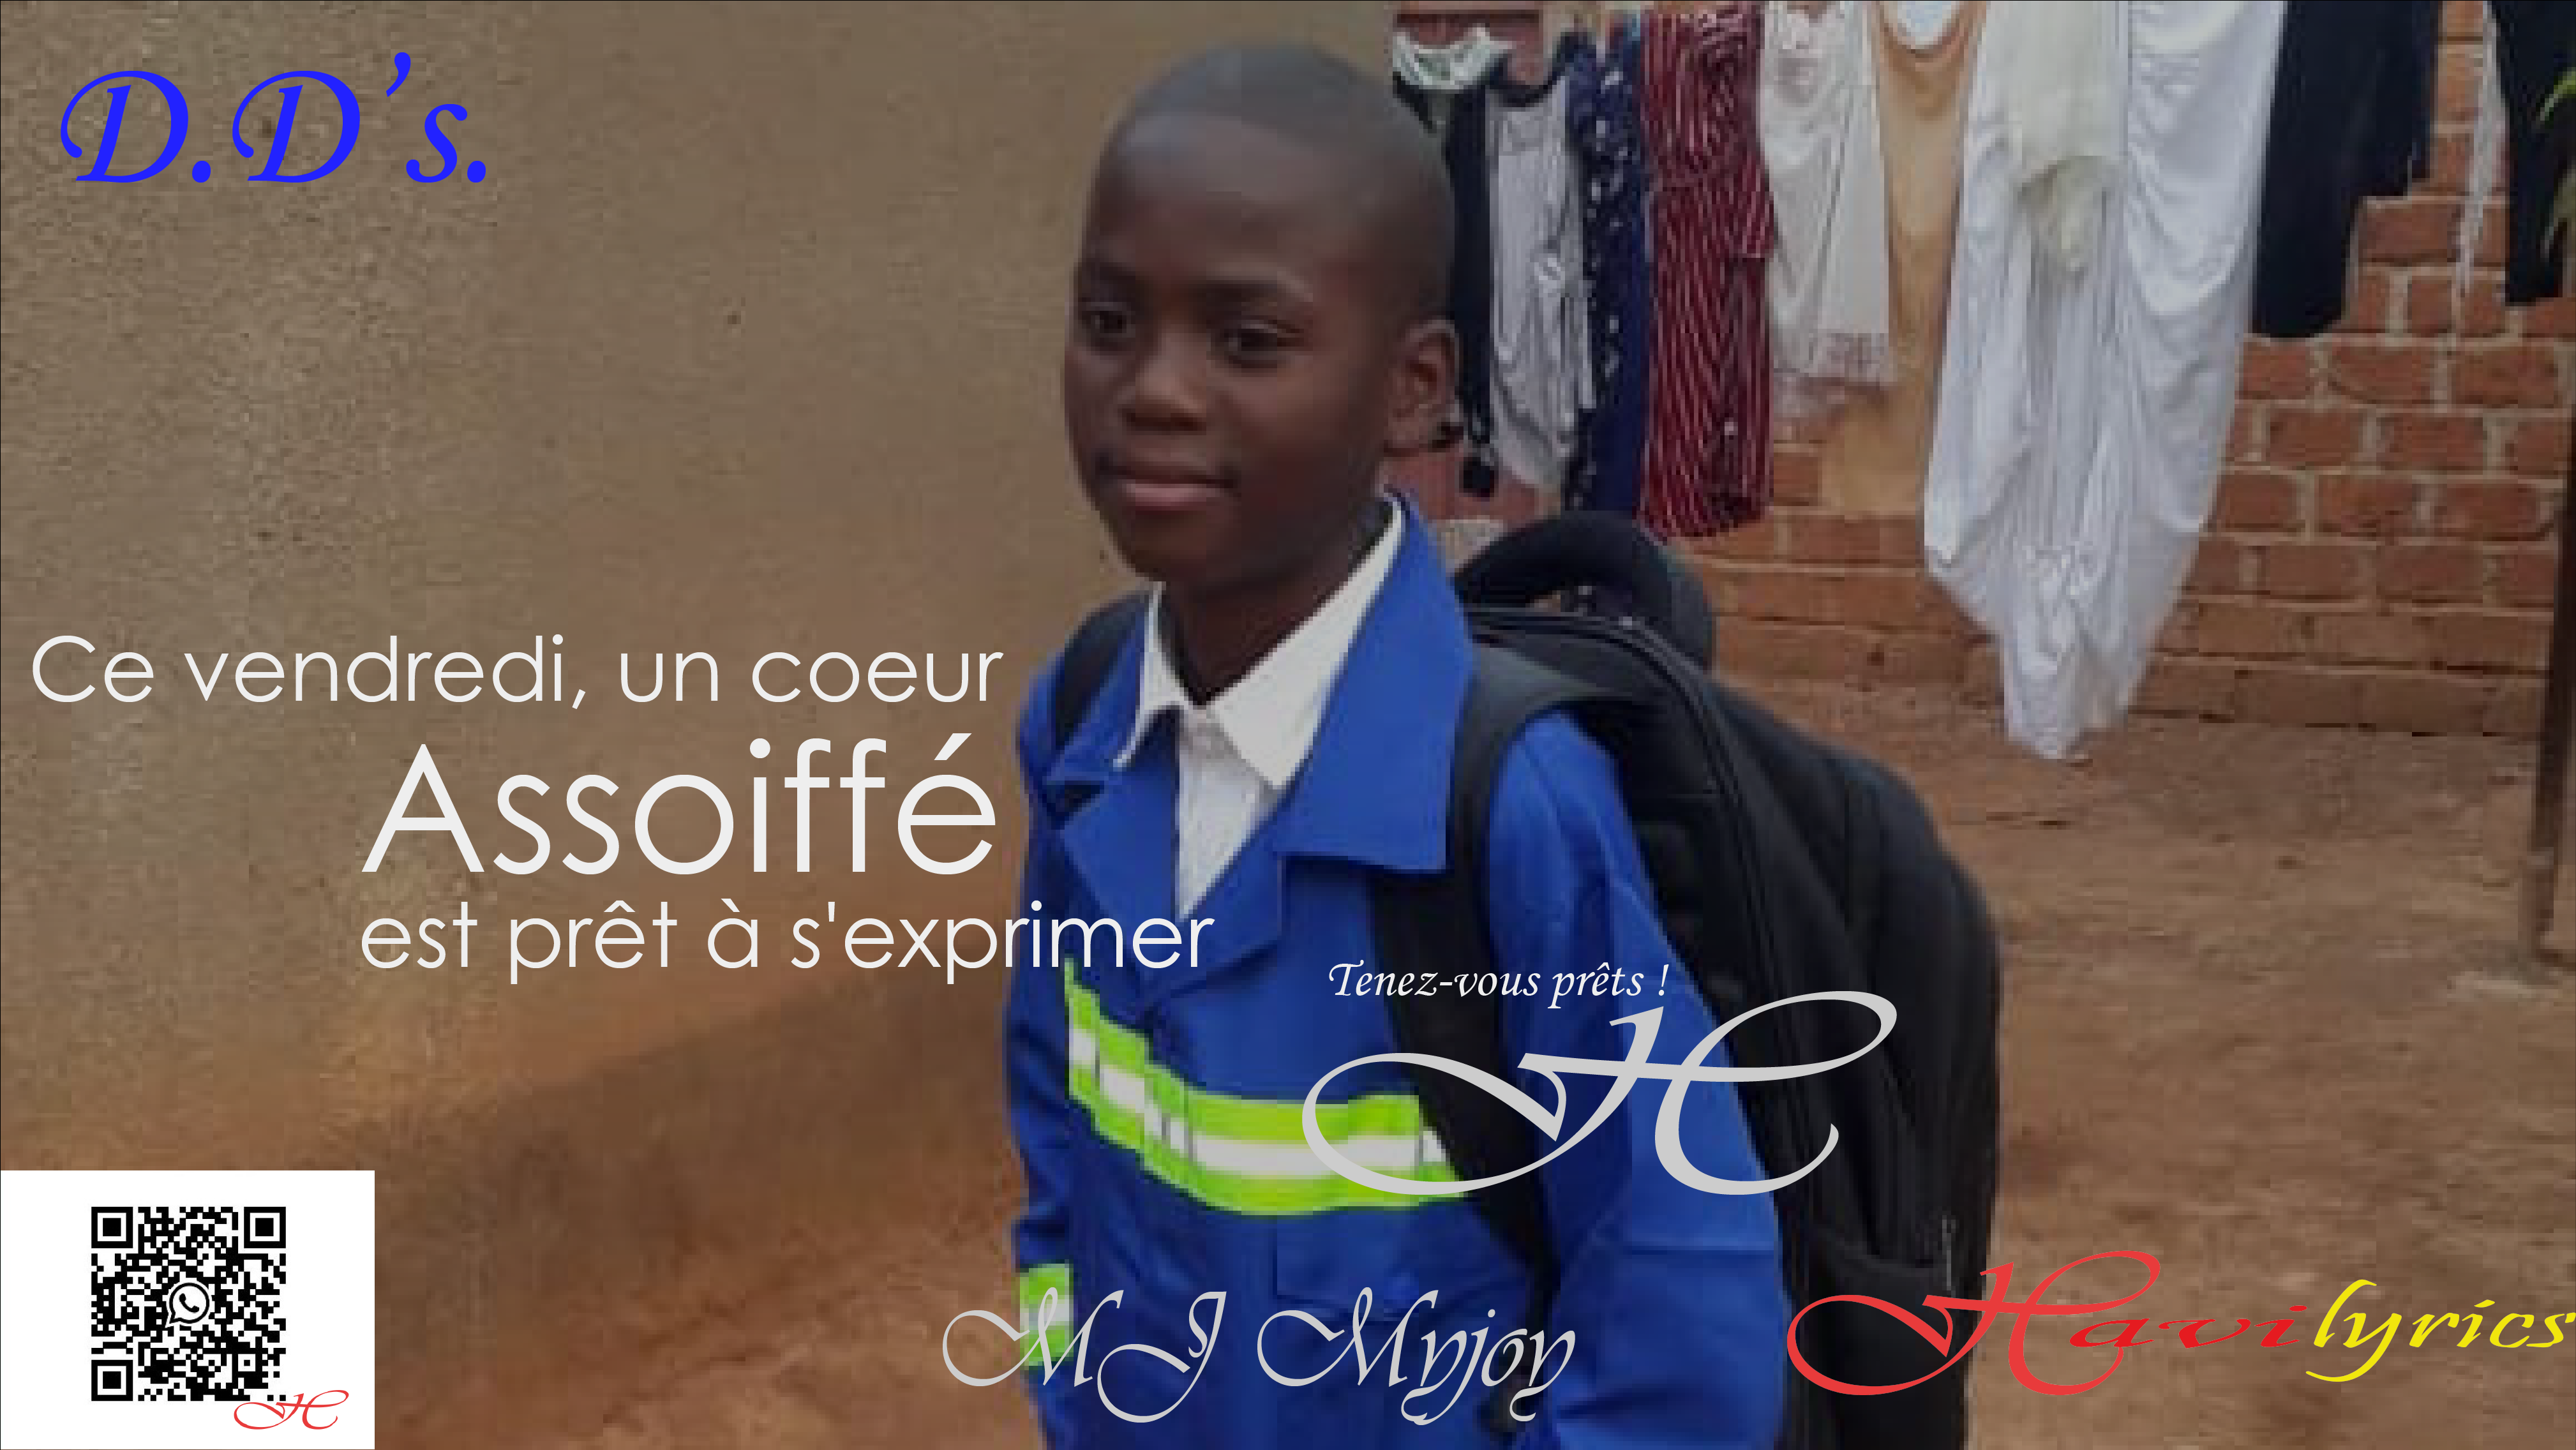 D.D's.
Ce vendredi, un coeur
Assoiffé
est prêt à s'exprimer
Tenez-vous prêts !
H
MJ Myjoy
Havilyrics
H